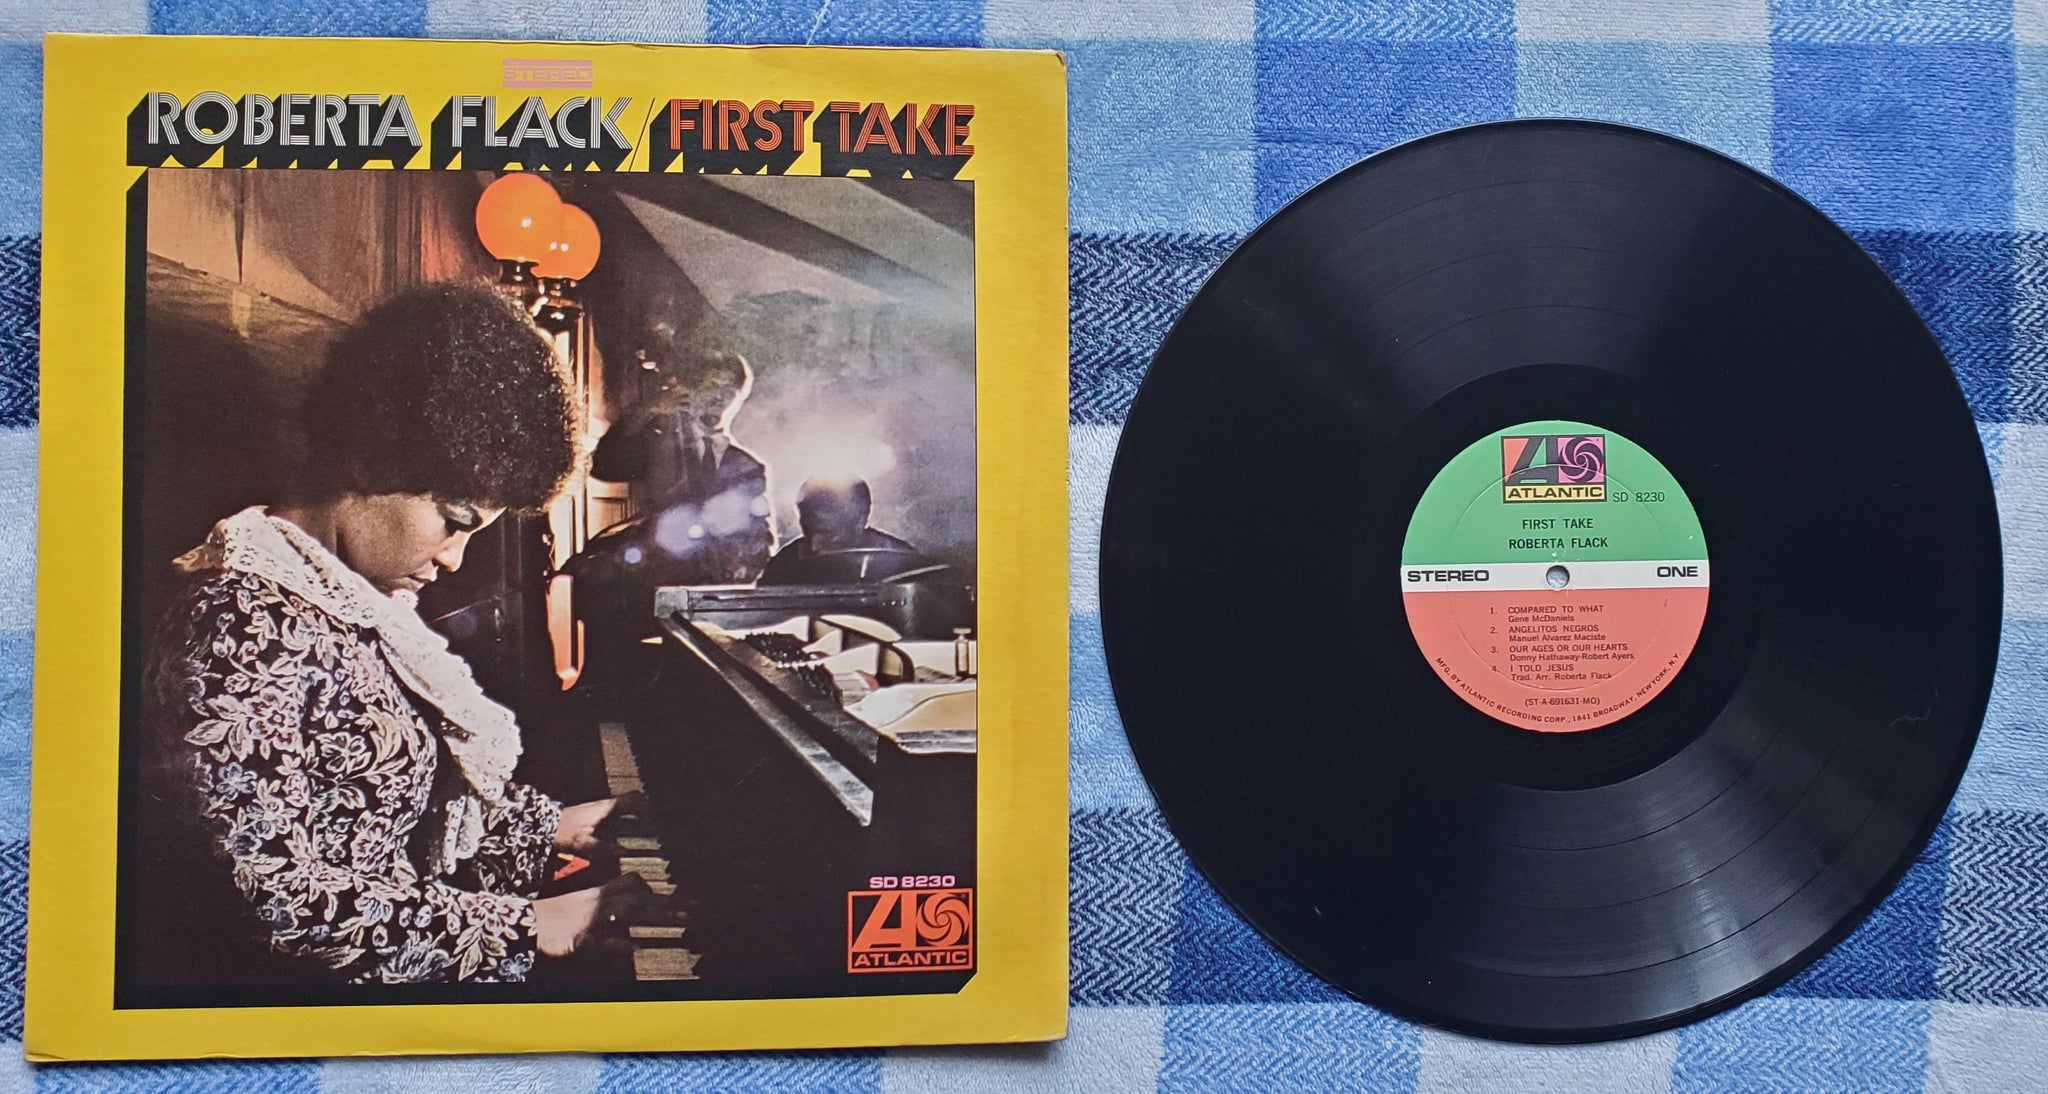 STEREO
ROBERTA FLACK/FIRST TAKE
SD 8230
ATLANTIC
ATLANTIC
SD 8230
FIRST TAKE
ROBERTA FLACK
STEREO
ONE
1. COMPARED TO WHAT
Gene McDaniels
2. ANGELITOS NEGROS
Manuel Alvarez Maciste
3. OUR AGES OR OUR HEARTS
Donny Hathaway-Robert Ayers
4. I TOLD JESUS
Trad. Arr. Roberta Flack
(ST-A-691631-MO)
MFG. BY ATLANTIC RECORDING CORP., 1841 BROADWAY, NEW YORK, N.Y.